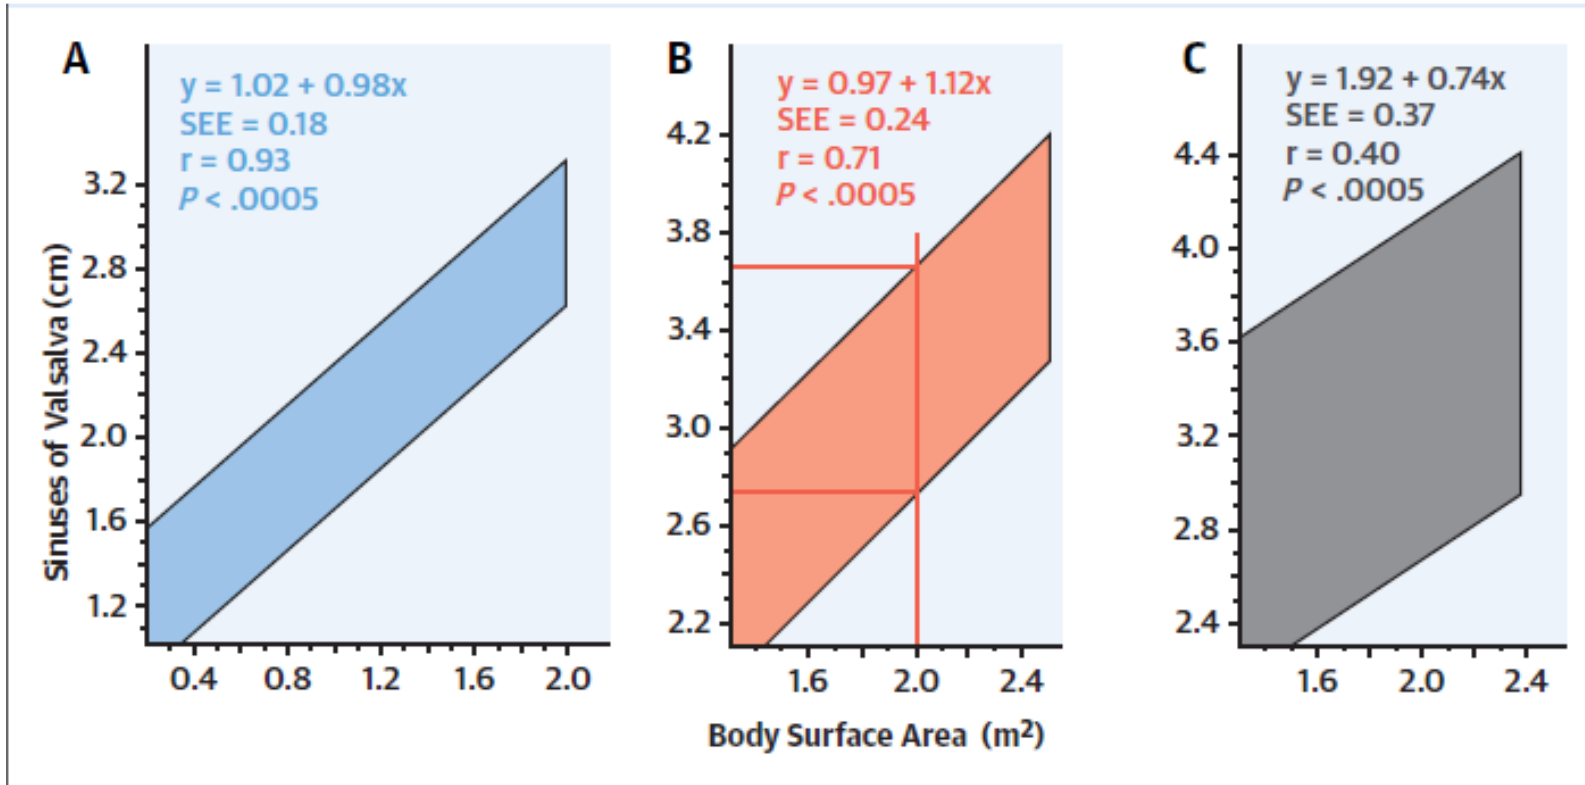 A
y = 1.02 + 0.98x
SEE = 0.18
r = 0.93
P < .0005
3.2
2.8
2.4
2.0
1.6
1.2
0.4 0.8 1.2 1.6 2.0
Sinuses of Valsalva (cm)
B
y = 0.97 + 1.12x
SEE = 0.24
r = 0.71
P < .0005
4.2
3.8
3.4
3.0
2.6
2.2
1.6 2.0 2.4
C
y = 1.92 + 0.74x
SEE = 0.37
r = 0.40
P < .0005
4.4
4.0
3.6
3.2
2.8
2.4
1.6 2.0 2.4
Body Surface Area (m²)